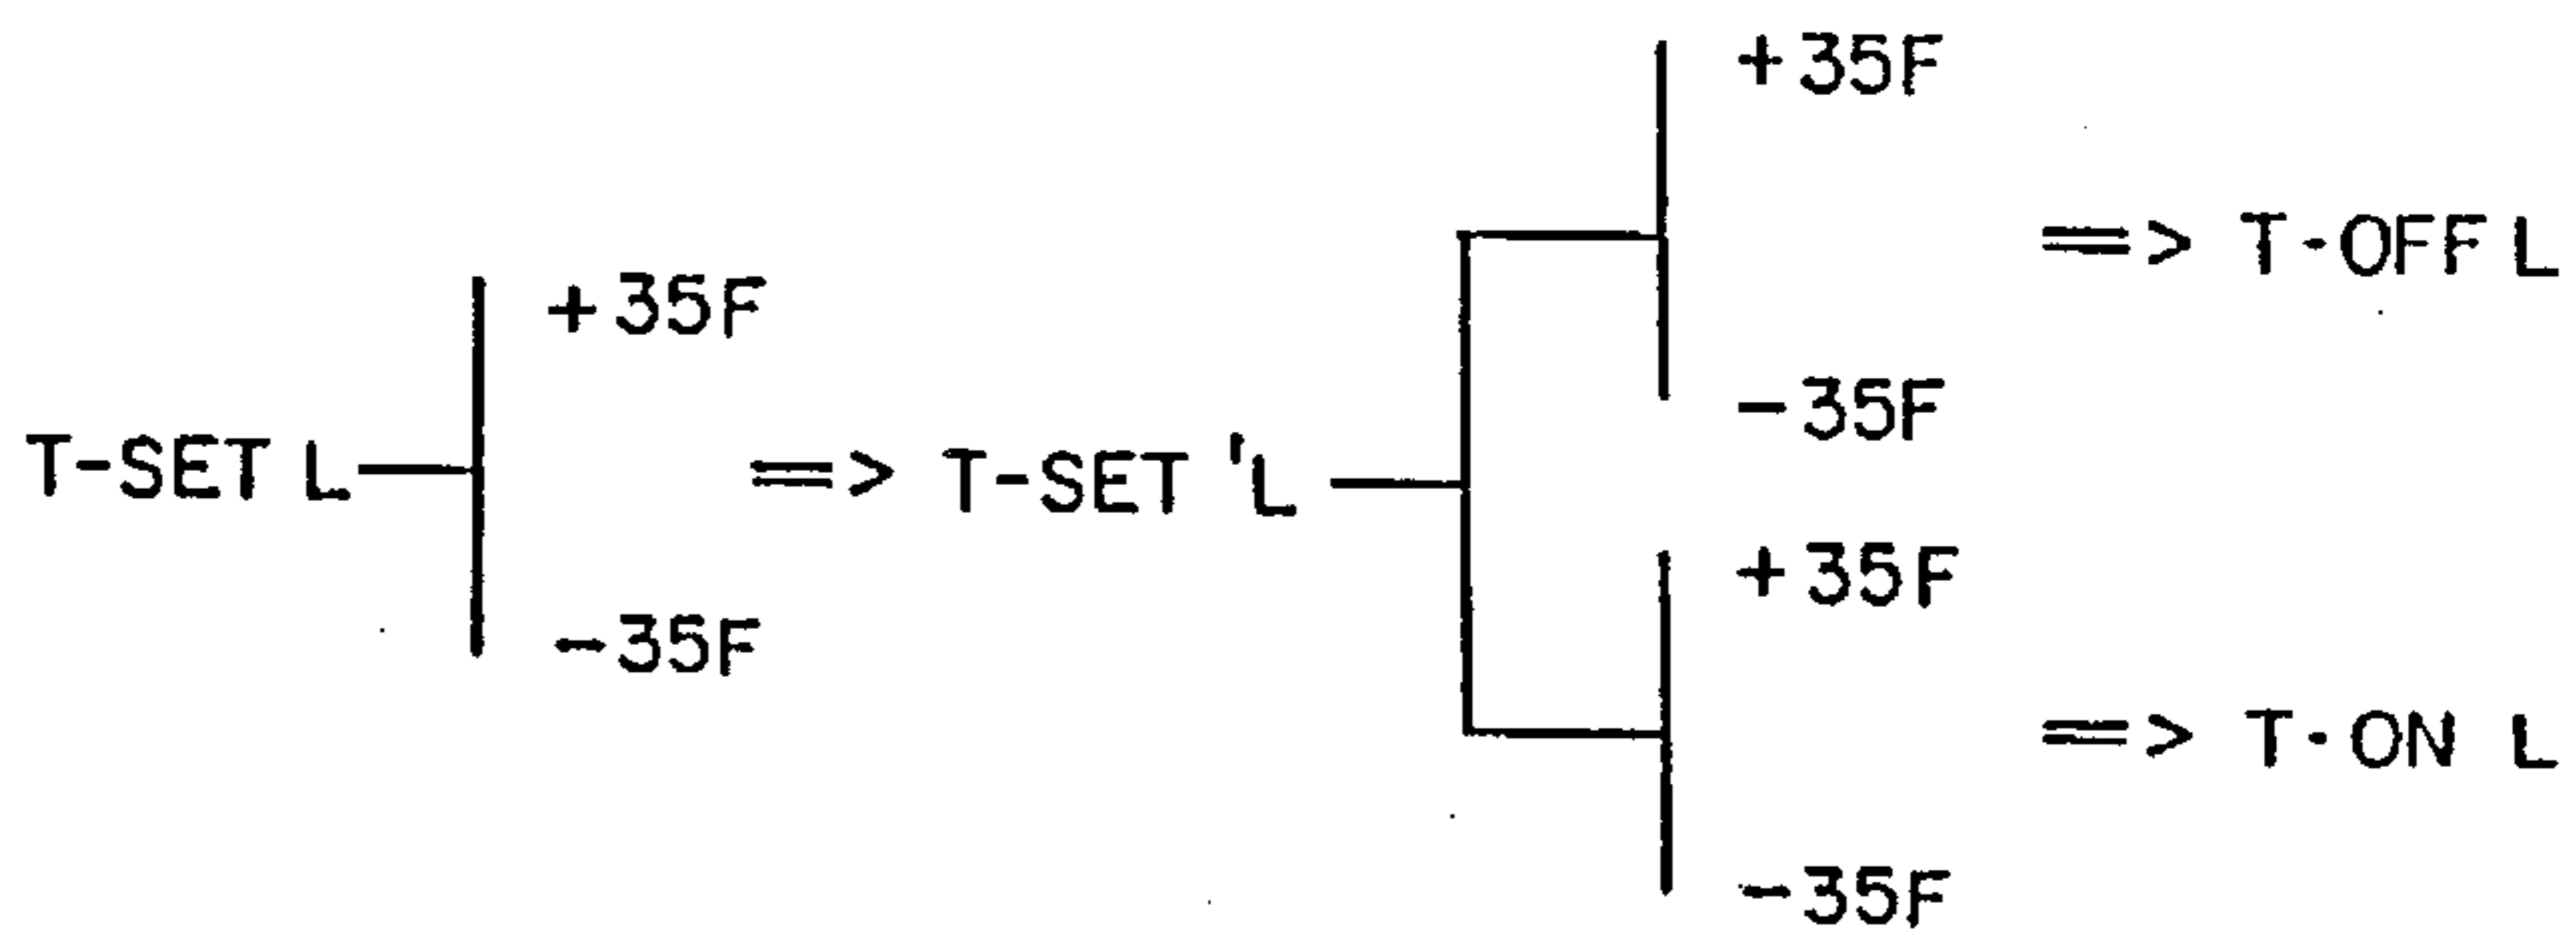 +35F
=> T-OFF L
+35F
-35F
T-SET L
=> T-SET 'L
+35F
-35F
=> T-ON L
-35F